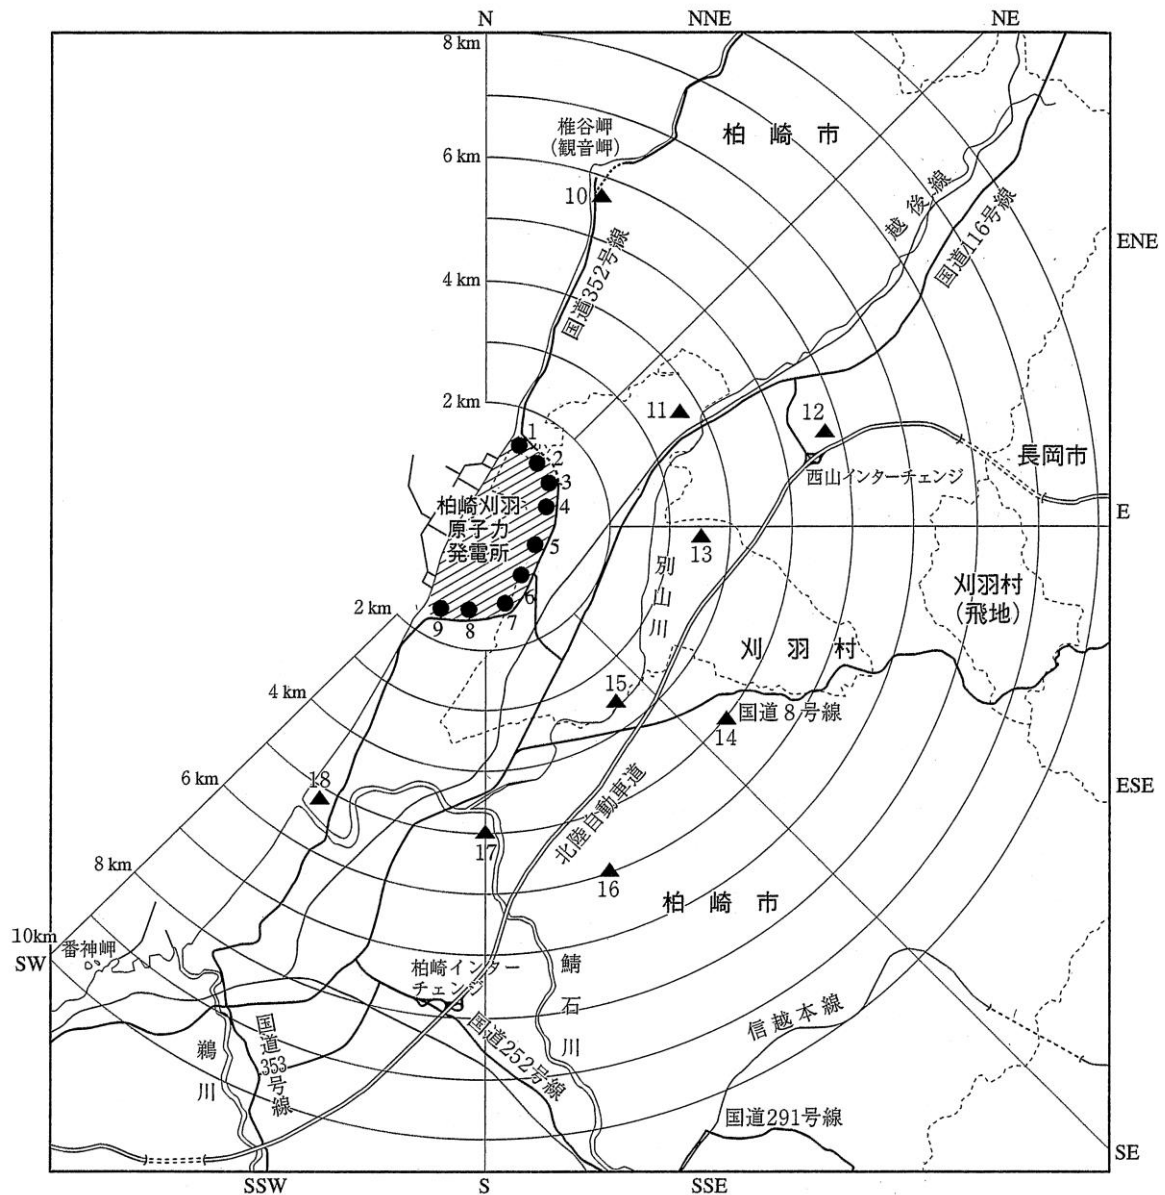 N
NNE
NE
8 km
椎谷岬
(観音岬)
柏崎市
6 km
10
越後線
国道116号線
ENE
国道352号線
4 km
2 km
11
12
1
2
3
4
5
6
7
8
9
長岡市
西山インターチェンジ
柏崎刈羽
原子力
発電所
E
13
別山川
刈羽村
(飛地)
2 km
刈羽村
15
国道8号線
14
4 km
6 km
18
ESE
北陸自動車道
17
8 km
16
柏崎市
10km
SW
番神岬
柏崎インター
チェンジ
鯖石川
信越本線
国道353号線
鵜川
国道252号線
国道291号線
SE
SSW
S
SSE